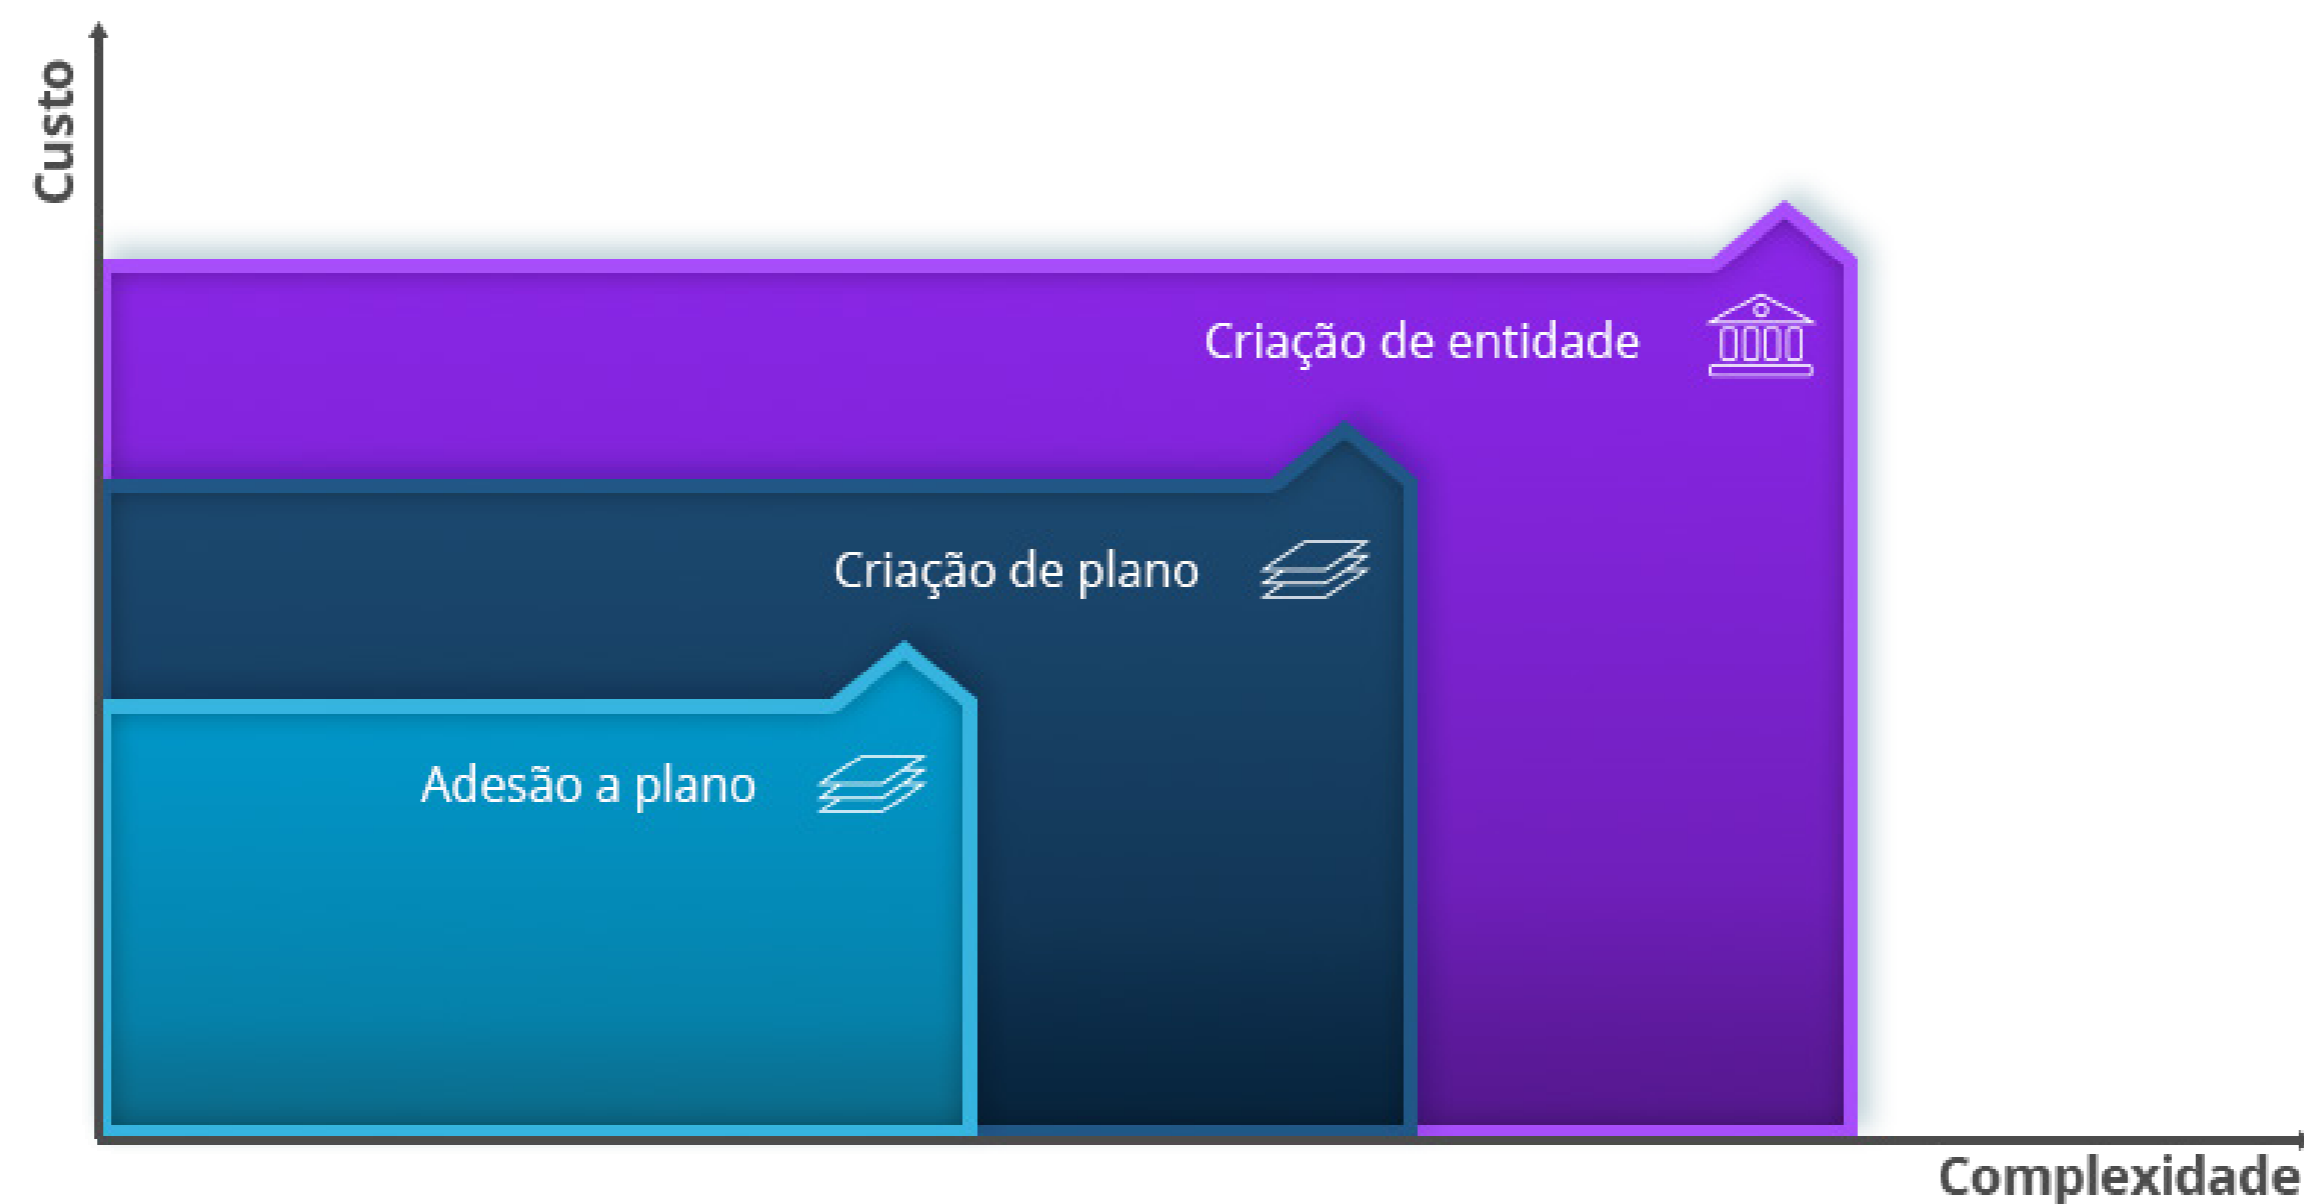 Custo
Criação de entidade
Criação de plano
Adesão a plano
Complexidade